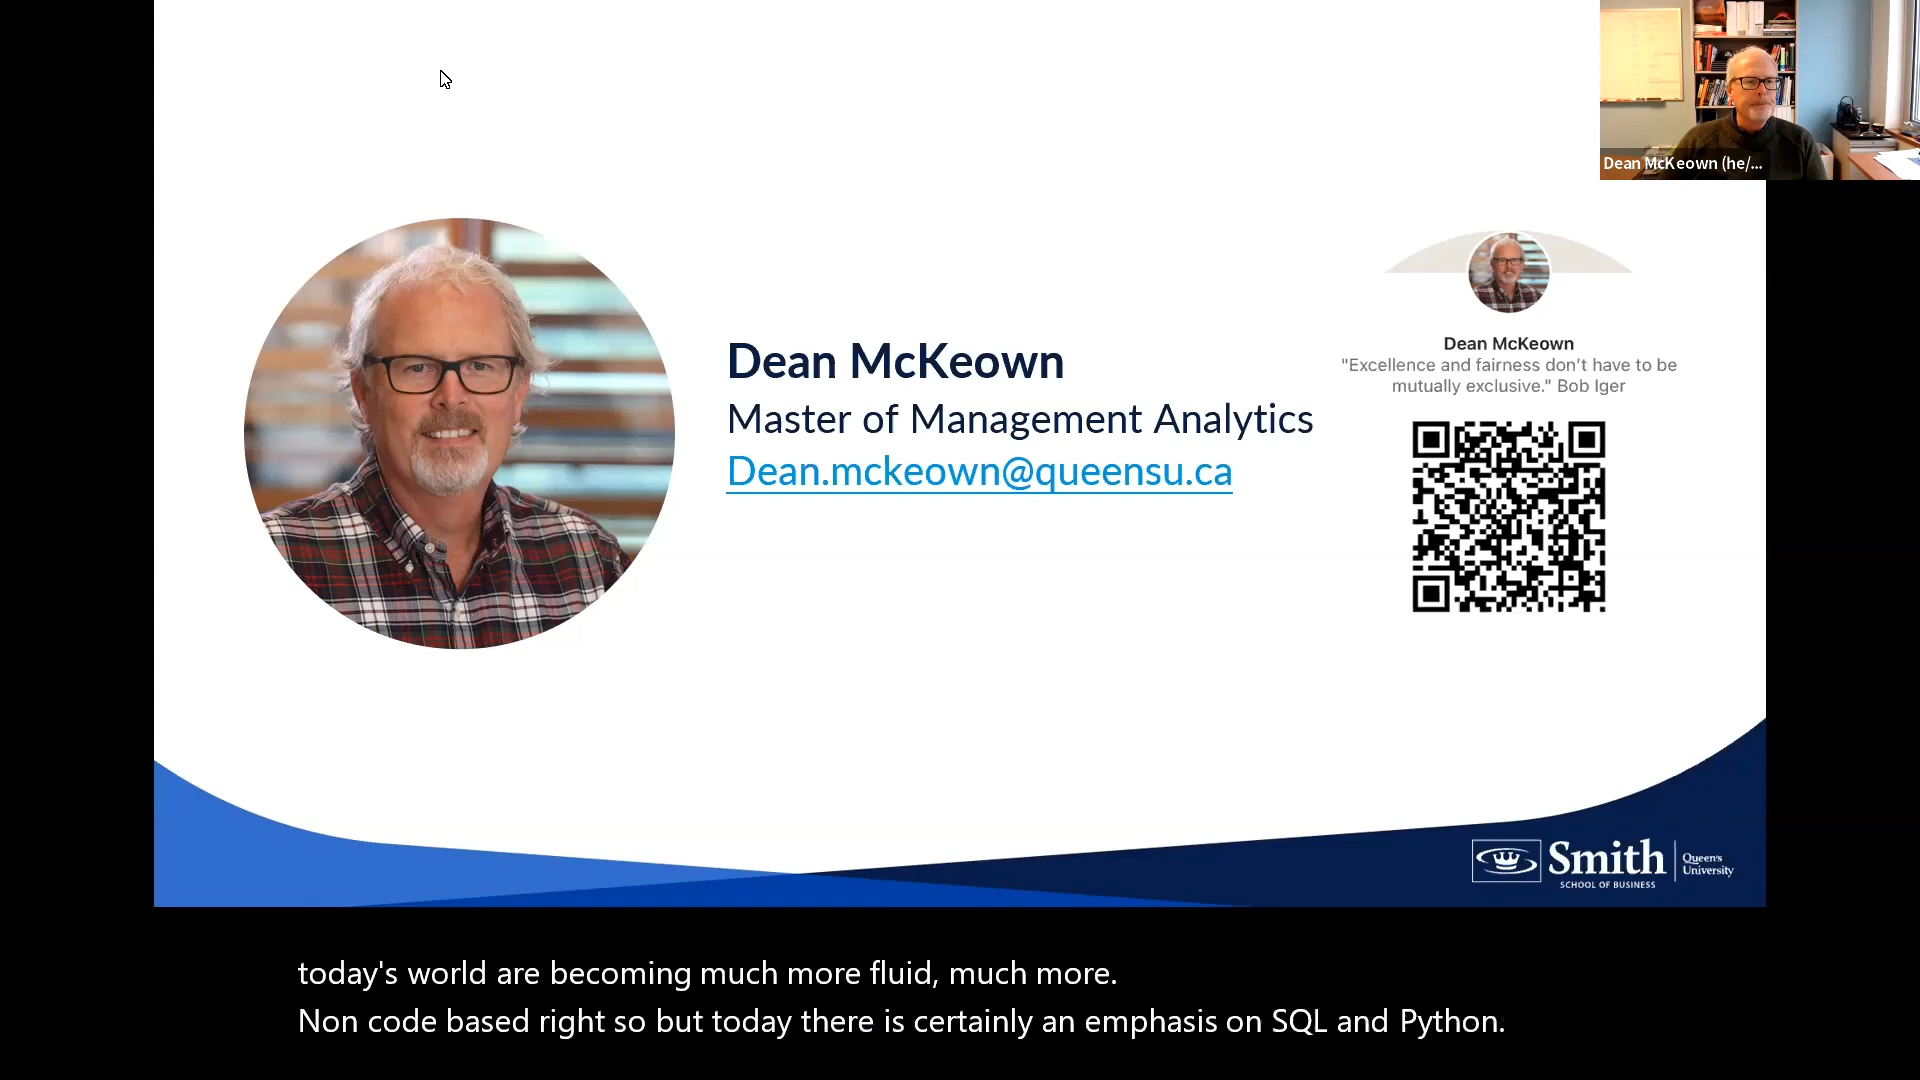 Dean McKeown (he/...
Dean McKeown
Master of Management Analytics
Dean.mckeown@queensu.ca
Dean McKeown
"Excellence and fairness don't have to be
mutually exclusive." Bob Iger
Smith
SCHOOL OF BUSINESS
Queen's
University
today's world are becoming much more fluid, much more.
Non code based right so but today there is certainly an emphasis on SQL and Python.